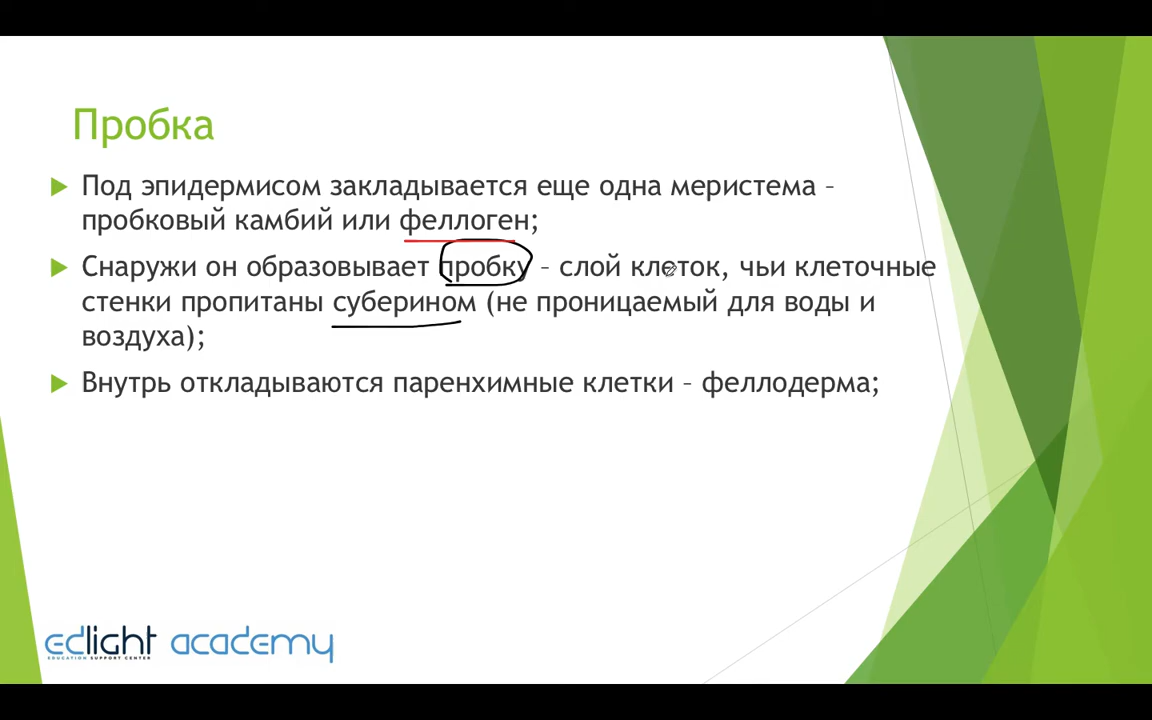 Пробка
Под эпидермисом закладывается еще одна меристема –
пробковый камбий или феллоген;
Снаружи он образовывает пробку – слой клеток, чьи клеточные
стенки пропитаны суберином (не проницаемый для воды и
воздуха);
Внутрь откладываются паренхимные клетки – феллодерма;
edlight academy
EDUCATION SUPPORT CENTER